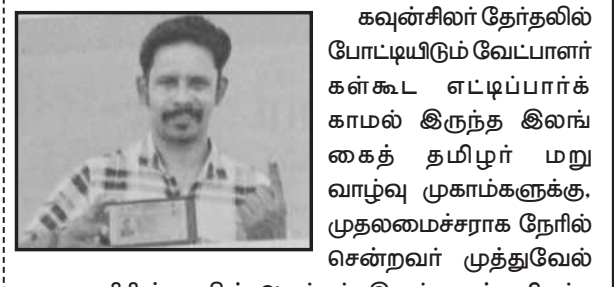 கவுன்சிலர் தேர்தலில்
போட்டியிடும் வேட்பாளர்
கள்கூட எட்டிப்பார்க்
காமல் இருந்த இலங்
கைத் தமிழர் மறு
வாழ்வு முகாம்களுக்கு,
முதலமைச்சராக நேரில்
சென்றவர் முத்துவேல்